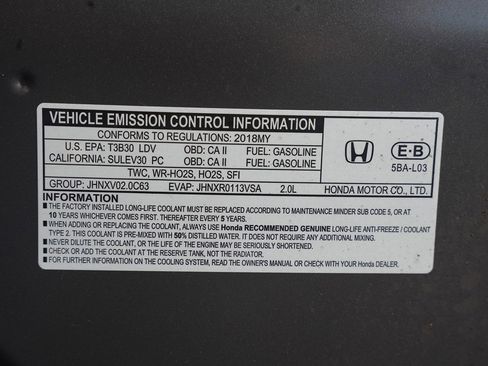 VEHICLE EMISSION CONTROL INFORMATION
CONFORMS TO REGULATIONS: 2018MY
U.S. EPA: T3B30 LDV OBD: CA II FUEL: GASOLINE
CALIFORNIA: SULEV30 PC OBD: CA II FUEL: GASOLINE
TWC, WR-HO2S, HO2S, SFI
GROUP: JHNXV02.0C63 EVAP: JHNXR0113VSA 2.0L
E·B
5BA-L03
HONDA MOTOR CO., LTD.
INFORMATION
■ THE FACTORY INSTALLED LONG-LIFE COOLANT MUST BE REPLACED ACCORDING TO MAINTENANCE MINDER SUB CODE 5, OR AT
10 YEARS WHICHEVER COMES FIRST. THEREAFTER EVERY 5 YEARS.
■ WHEN ADDING OR REPLACING THE COOLANT, ALWAYS USE Honda RECOMMENDED GENUINE LONG-LIFE ANTI-FREEZE / COOLANT
TYPE 2. THIS COOLANT IS PRE-MIXED WITH 50% DISTILLED WATER. IT DOES NOT REQUIRE ANY ADDITIONAL MIXING.
■ NEVER DILUTE THE COOLANT, OR THE LIFE OF THE ENGINE MAY BE SERIOUSLY SHORTENED.
■ CHECK OR ADD COOLANT AT THE RESERVE TANK, NOT THE RADIATOR.
■ FOR FURTHER INFORMATION ON COOLANT, READ THE OWNER'S MANUAL OR CHECK WITH YOUR Honda DEALER.